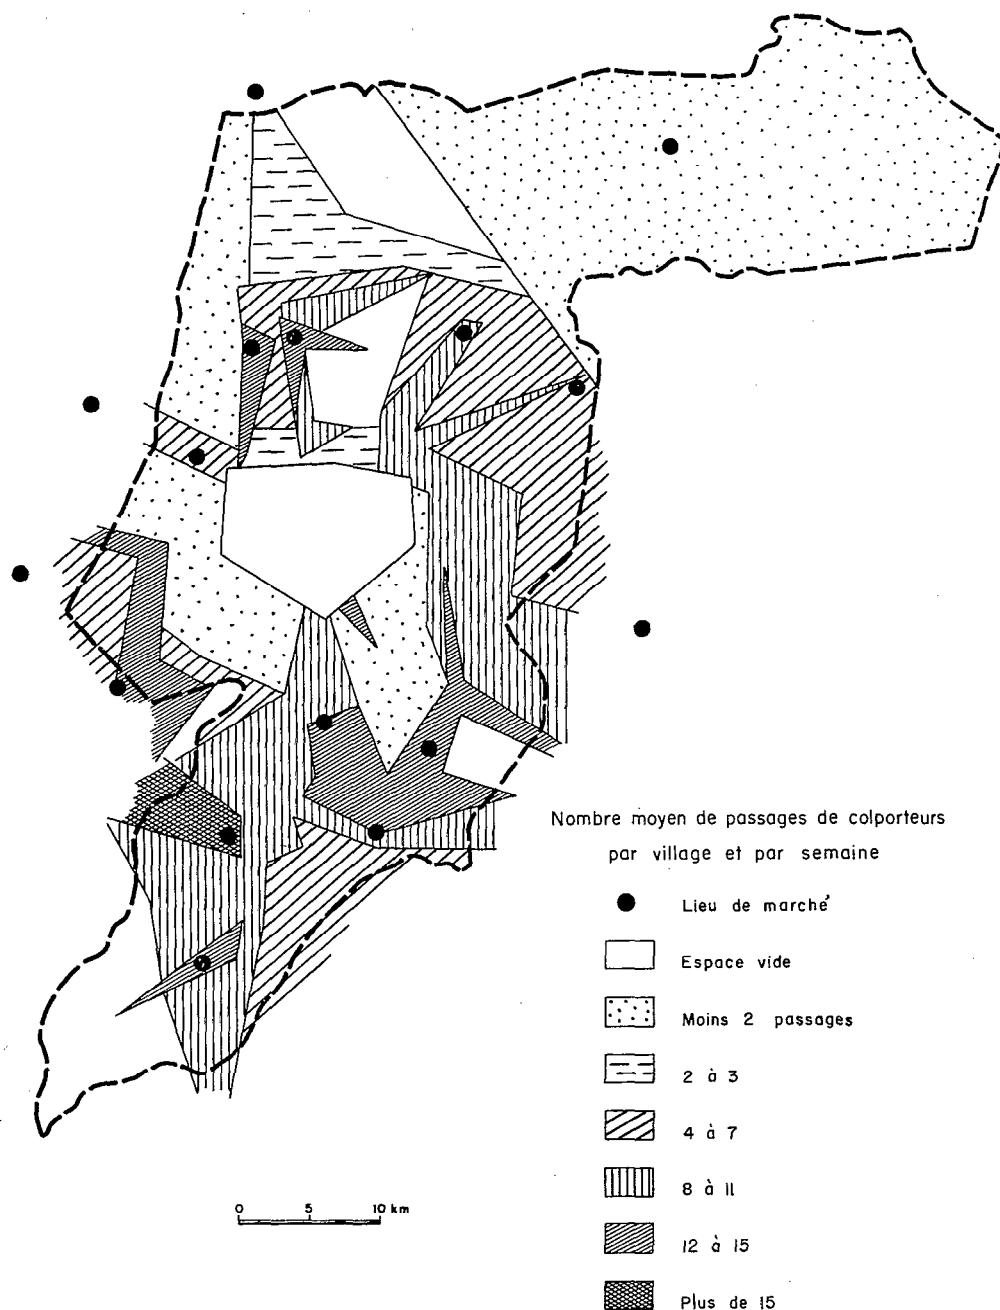 Nombre moyen de passages de colporteurs
par village et par semaine
Lieu de marché
Espace vide
Moins 2 passages
2 à 3
4 à 7
8 à 11
12 à 15
Plus de 15
0 5 10 km